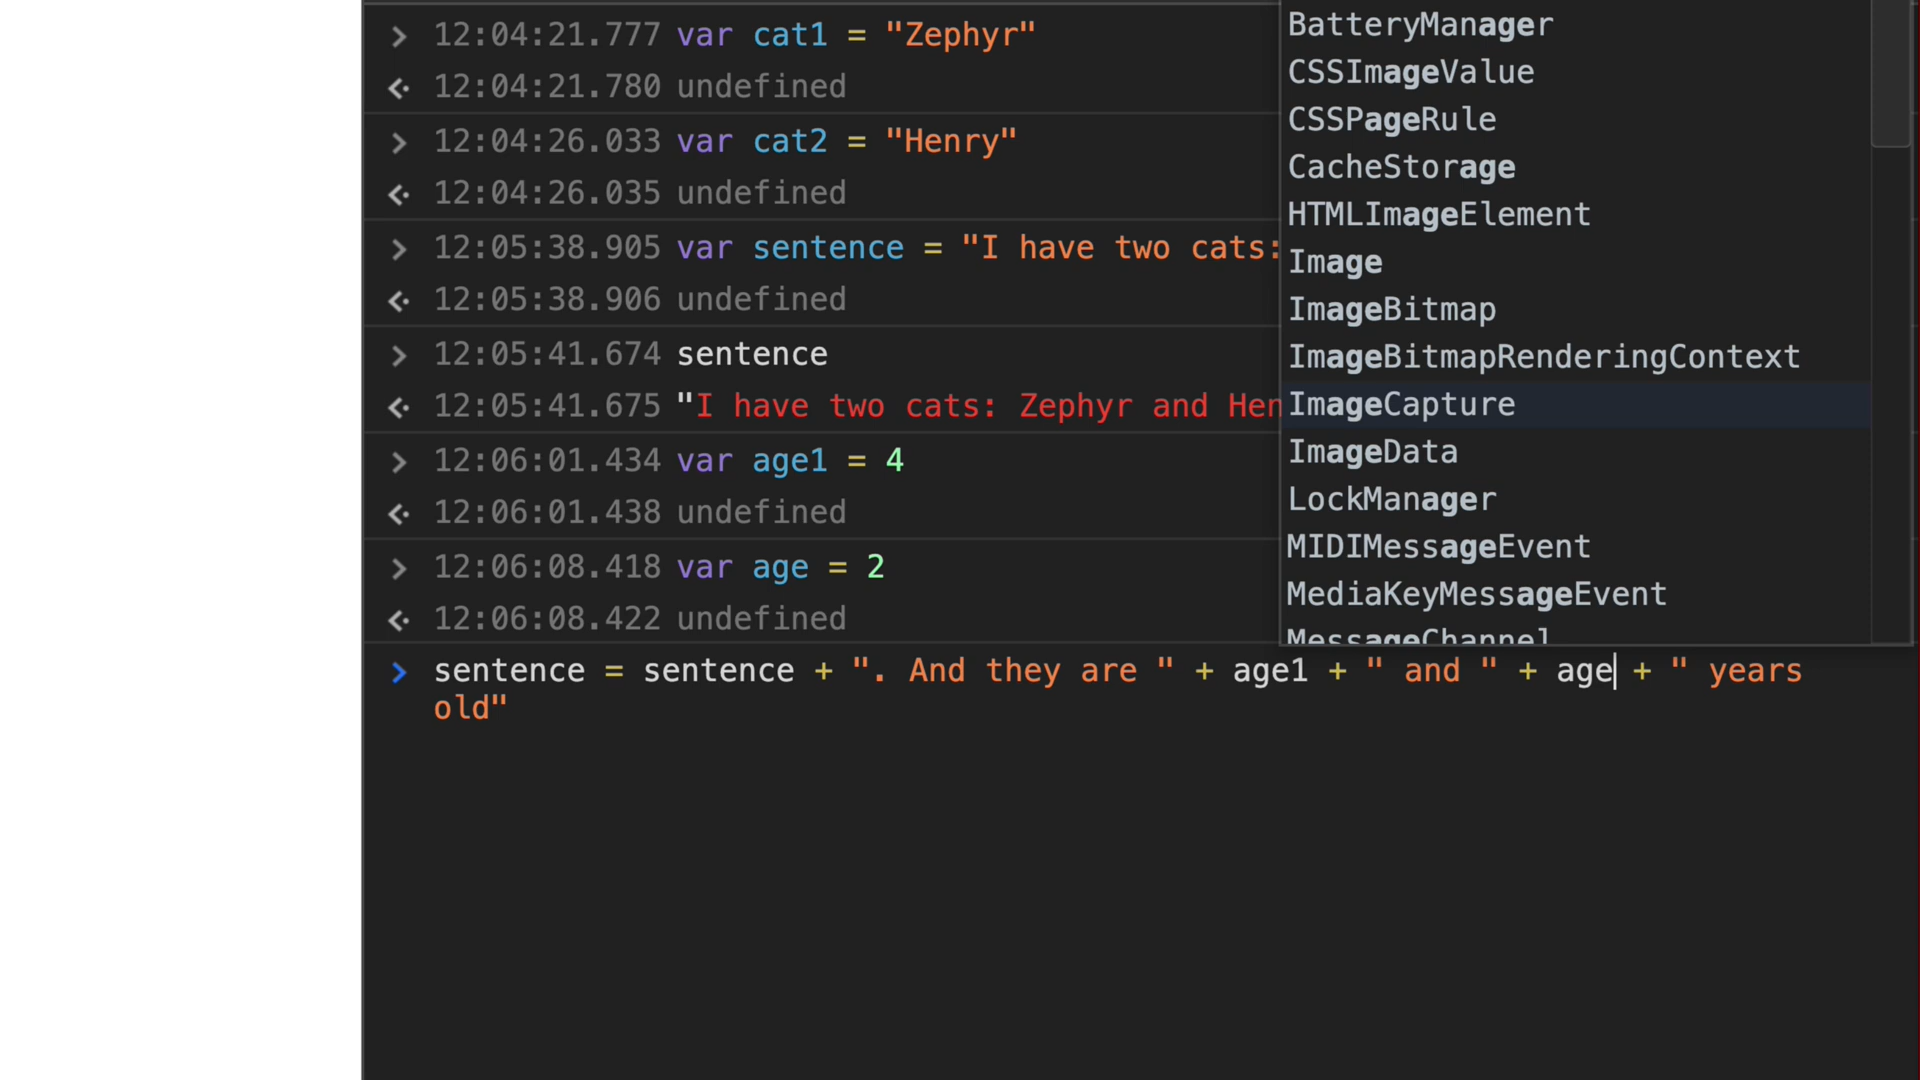 > 12:04:21.777 var cat1 = "Zephyr"
12:04:21.780 undefined
> 12:04:26.033 var cat2 = "Henry"
12:04:26.035 undefined
> 12:05:38.905 var sentence = "I have two cats:
12:05:38.906 undefined
> 12:05:41.674 sentence
12:05:41.675 "I have two cats: Zephyr and Hen
> 12:06:01.434 var age1 = 4
12:06:01.438 undefined
> 12:06:08.418 var age = 2
12:06:08.422 undefined
> sentence = sentence + ". And they are " + age1 + " and " + age + " years
old"
BatteryManager
CSSImageValue
CSSPageRule
CacheStorage
HTMLImageElement
Image
ImageBitmap
ImageBitmapRenderingContext
ImageCapture
ImageData
LockManager
MIDIMessageEvent
MediaKeyMessageEvent
MessageChannel